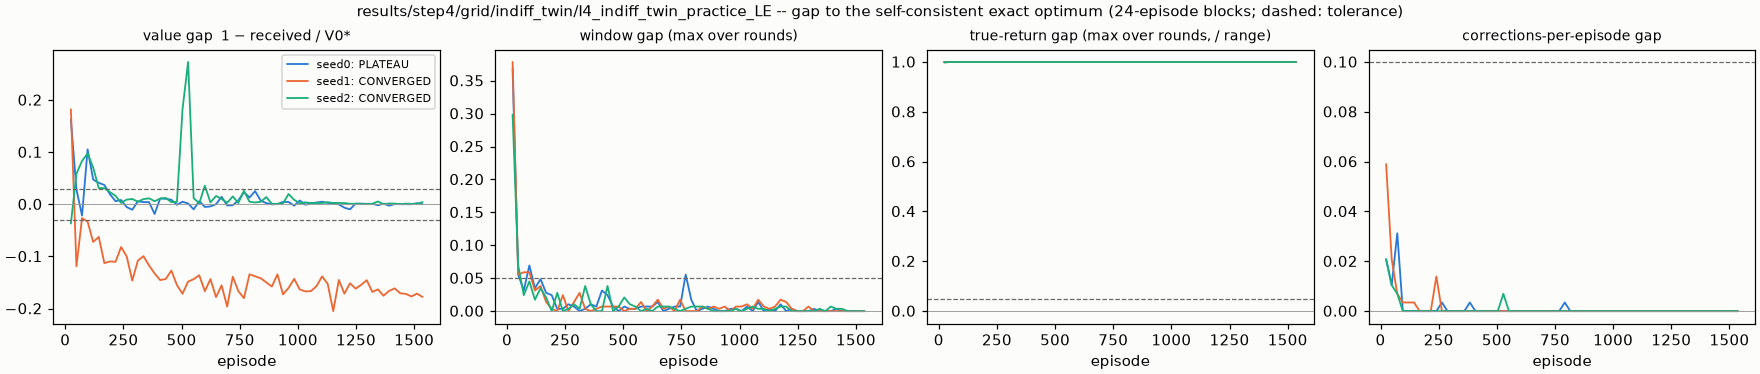 results/step4/grid/indiff_twin/l4_indiff_twin_practice_LE -- gap to the self-consistent exact optimum (24-episode blocks; dashed: tolerance)
value gap 1 − received / V0*
0.2
0.1
0.0
−0.1
−0.2
seed0: PLATEAU
seed1: CONVERGED
seed2: CONVERGED
0 250 500 750 1000 1250 1500
episode
window gap (max over rounds)
0.35
0.30
0.25
0.20
0.15
0.10
0.05
0.00
0 250 500 750 1000 1250 1500
episode
true-return gap (max over rounds, / range)
1.0
0.8
0.6
0.4
0.2
0.0
0 250 500 750 1000 1250 1500
episode
corrections-per-episode gap
0.10
0.08
0.06
0.04
0.02
0.00
0 250 500 750 1000 1250 1500
episode